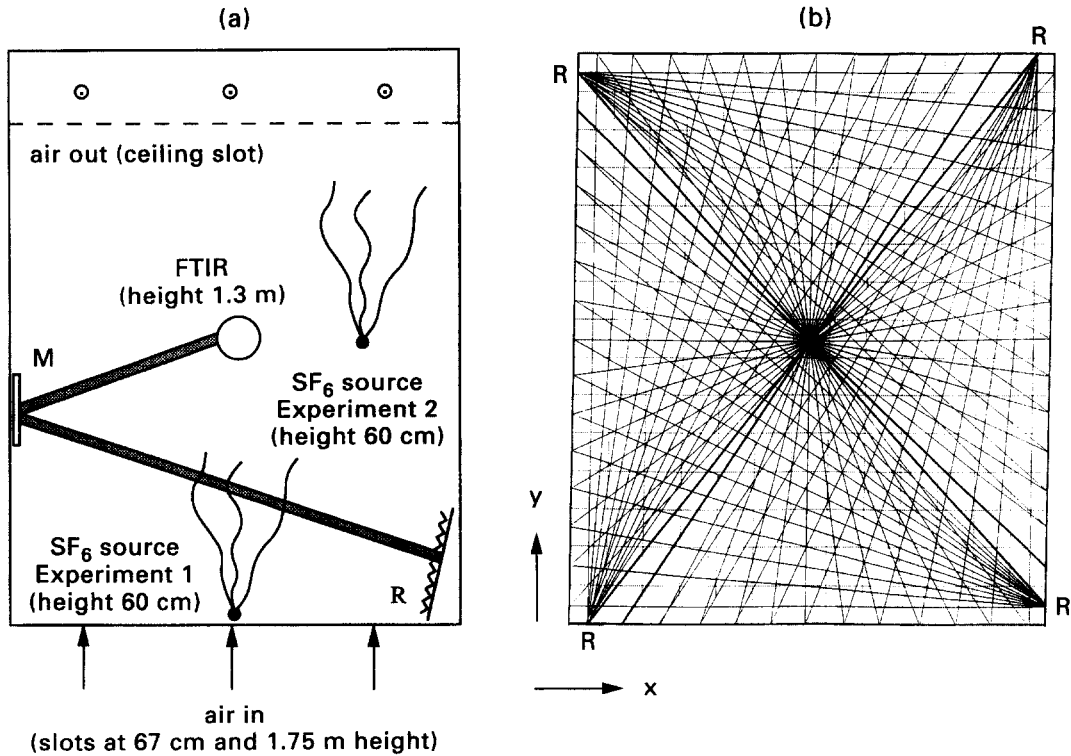 (a)
air out (ceiling slot)
FTIR
(height 1.3 m)
M
SF₆ source
Experiment 2
(height 60 cm)
SF₆ source
Experiment 1
(height 60 cm)
R
air in
(slots at 67 cm and 1.75 m height)
(b)
R
R
y
R
R
x